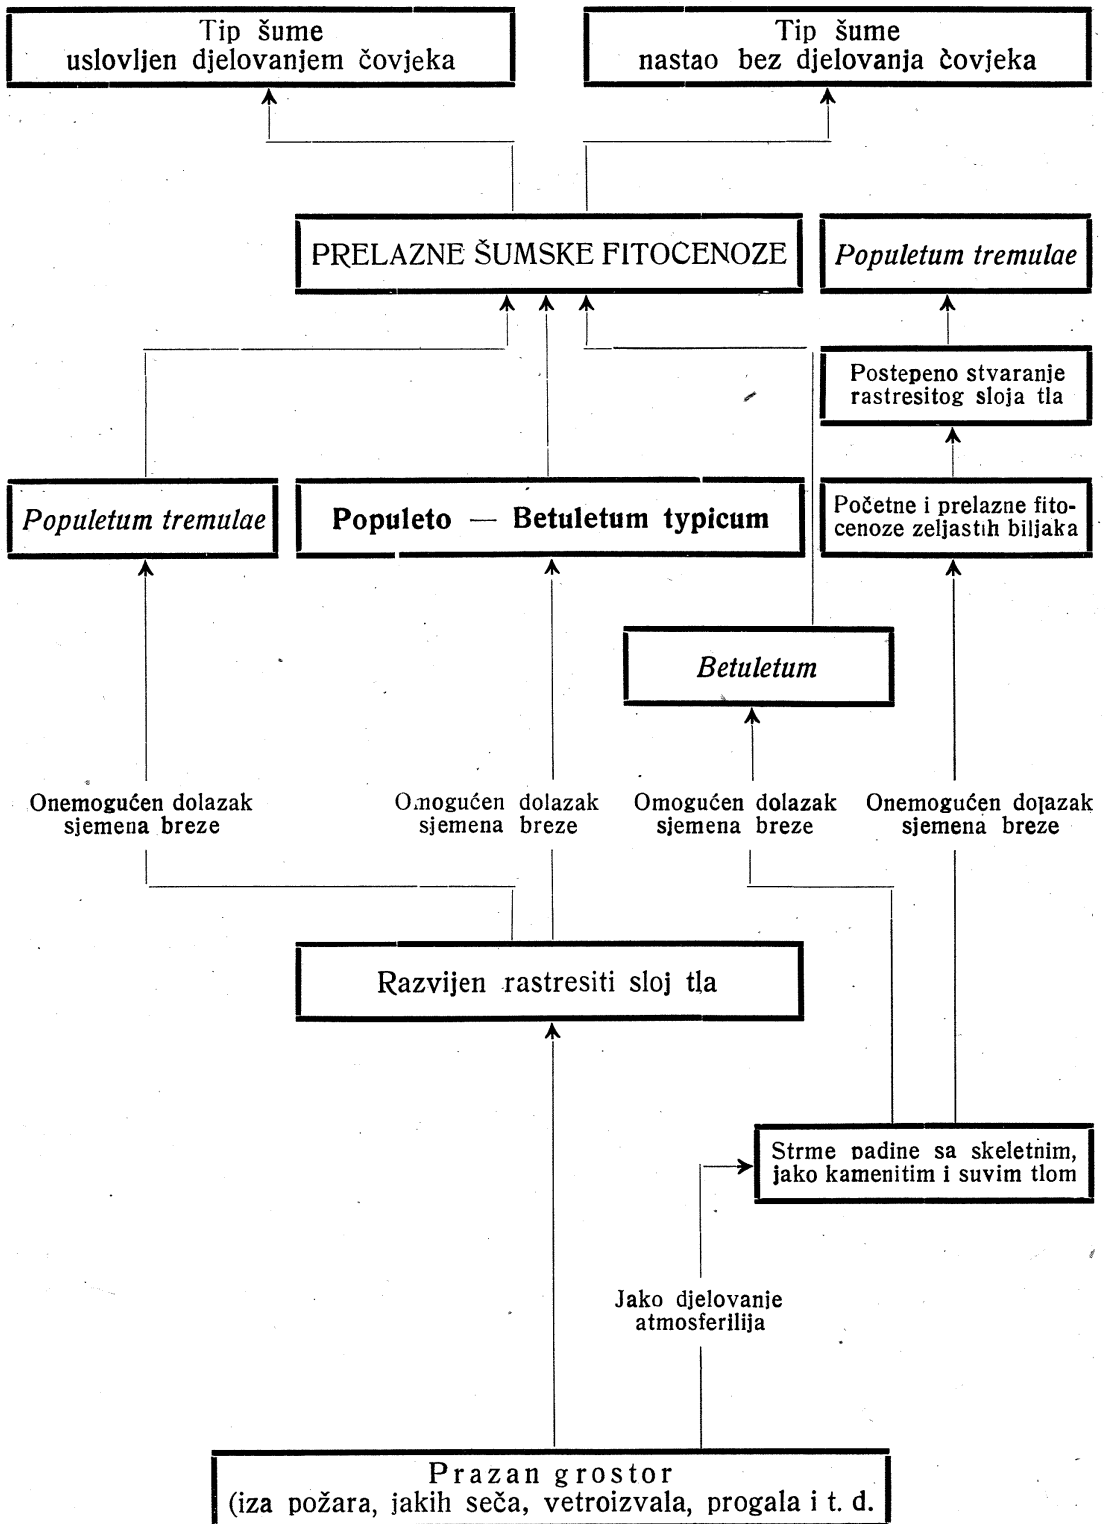 Tip šume
uslovljen djelovanjem čovjeka
Tip šume
nastao bez djelovanja čovjeka
PRELAZNE ŠUMSKE FITOCENOZE
Populetum tremulae
Postepeno stvaranje
rastresitog sloja tla
Populetum tremulae
Populeto — Betuletum typicum
Početne i prelazne fito-
cenoze zeljastih biljaka
Betuletum
Onemogućen dolazak
sjemena breze
Omogućen dolazak
sjemena breze
Omogućen dolazak
sjemena breze
Onemogućen dolazak
sjemena breze
Razvijen rastresiti sloj tla
Strme padine sa skeletnim,
jako kamenitim i suvim tlom
Jako djelovanje
atmosferilija
Prazan grostor
(iza požara, jakih seča, vetroizvala, progala i t. d.